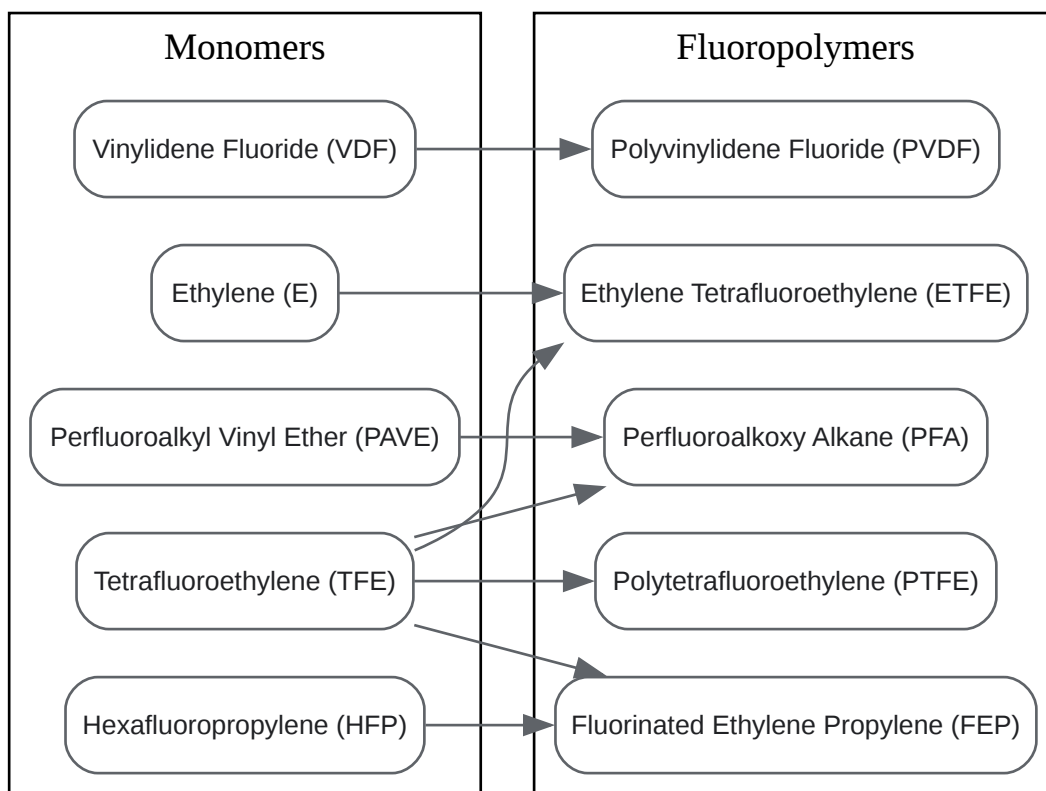 Monomers
Vinylidene Fluoride (VDF)
Ethylene (E)
Perfluoroalkyl Vinyl Ether (PAVE)
Tetrafluoroethylene (TFE)
Hexafluoropropylene (HFP)
Fluoropolymers
Polyvinylidene Fluoride (PVDF)
Ethylene Tetrafluoroethylene (ETFE)
Perfluoroalkoxy Alkane (PFA)
Polytetrafluoroethylene (PTFE)
Fluorinated Ethylene Propylene (FEP)